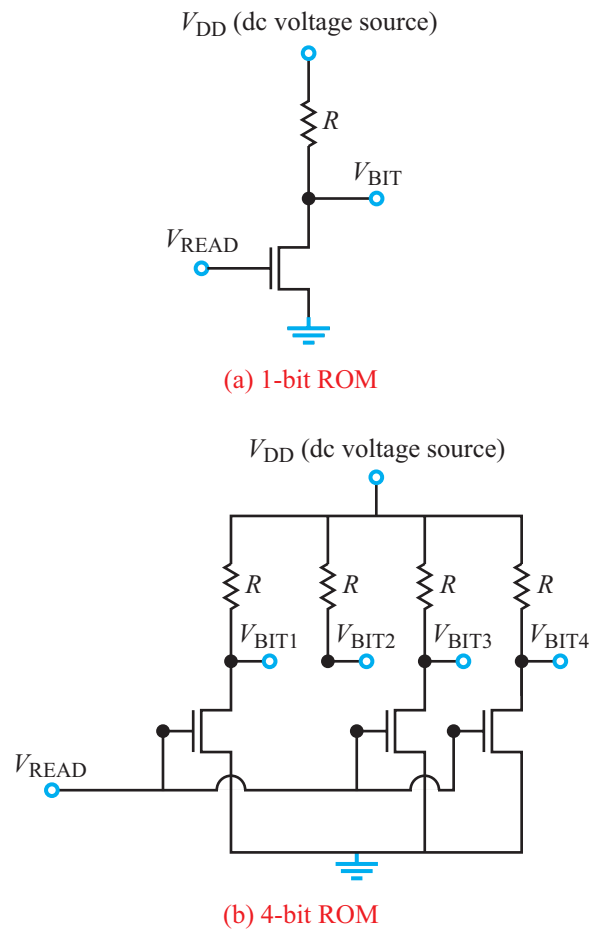 VDD (dc voltage source)
R
VBIT
VREAD
(a) 1-bit ROM
VDD (dc voltage source)
R R R R
VBIT1 VBIT2 VBIT3 VBIT4
VREAD
(b) 4-bit ROM